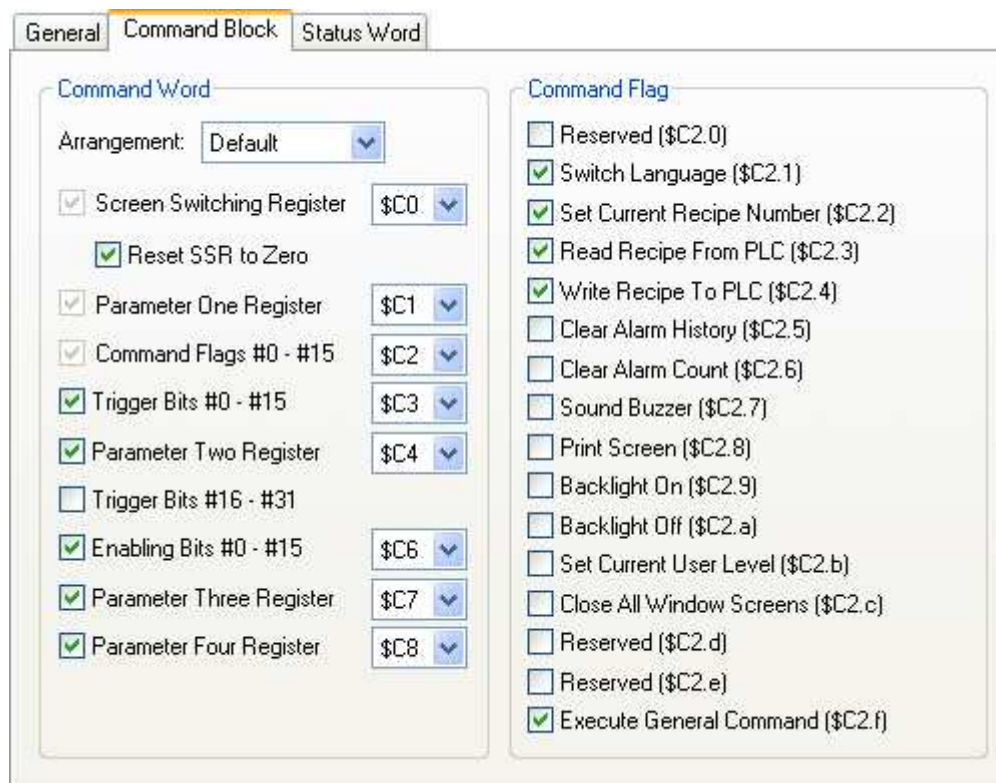 General
Command Block
Status Word
Command Word
Arrangement: Default
Screen Switching Register $C0
Reset SSR to Zero
Parameter One Register $C1
Command Flags #0 - #15 $C2
Trigger Bits #0 - #15 $C3
Parameter Two Register $C4
Trigger Bits #16 - #31
Enabling Bits #0 - #15 $C6
Parameter Three Register $C7
Parameter Four Register $C8
Command Flag
Reserved ($C2.0)
Switch Language ($C2.1)
Set Current Recipe Number ($C2.2)
Read Recipe From PLC ($C2.3)
Write Recipe To PLC ($C2.4)
Clear Alarm History ($C2.5)
Clear Alarm Count ($C2.6)
Sound Buzzer ($C2.7)
Print Screen ($C2.8)
Backlight On ($C2.9)
Backlight Off ($C2.a)
Set Current User Level ($C2.b)
Close All Window Screens ($C2.c)
Reserved ($C2.d)
Reserved ($C2.e)
Execute General Command ($C2.f)